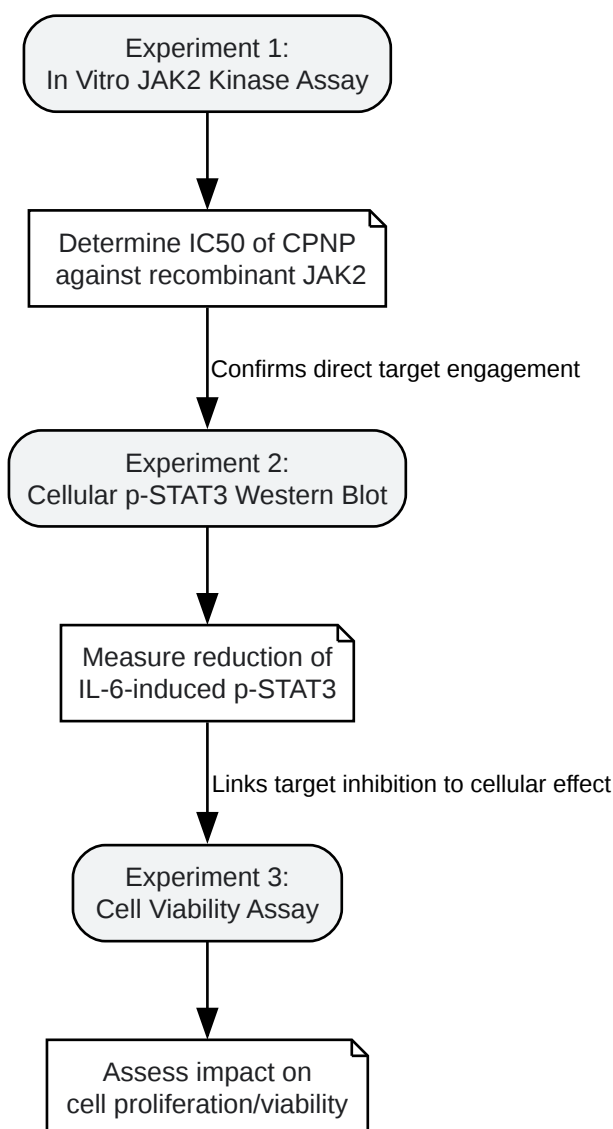 Experiment 1:
In Vitro JAK2 Kinase Assay
Determine IC50 of CPNP
against recombinant JAK2
Confirms direct target engagement
Experiment 2:
Cellular p-STAT3 Western Blot
Measure reduction of
IL-6-induced p-STAT3
Links target inhibition to cellular effect
Experiment 3:
Cell Viability Assay
Assess impact on
cell proliferation/viability